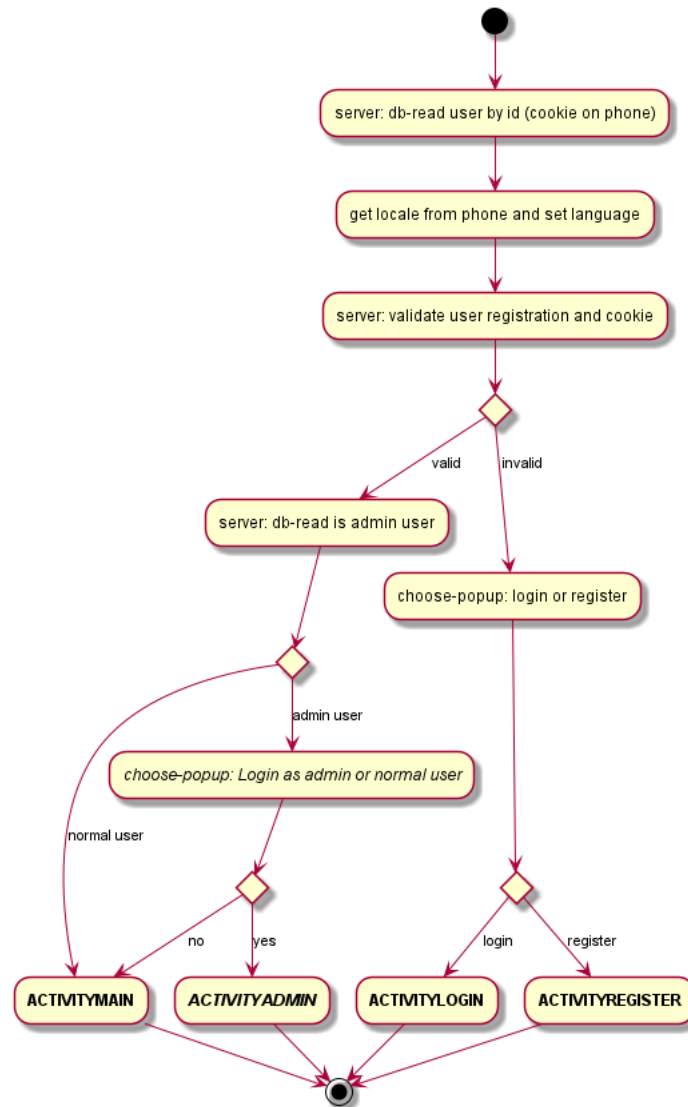 server: db-read user by id (cookie on phone)
get locale from phone and set language
server: validate user registration and cookie
valid
invalid
server: db-read is admin user
choose-popup: login or register
admin user
choose-popup: Login as admin or normal user
normal user
no
yes
login
register
ACTIVITYMAIN
ACTIVITYADMIN
ACTIVITYLOGIN
ACTIVITYREGISTER